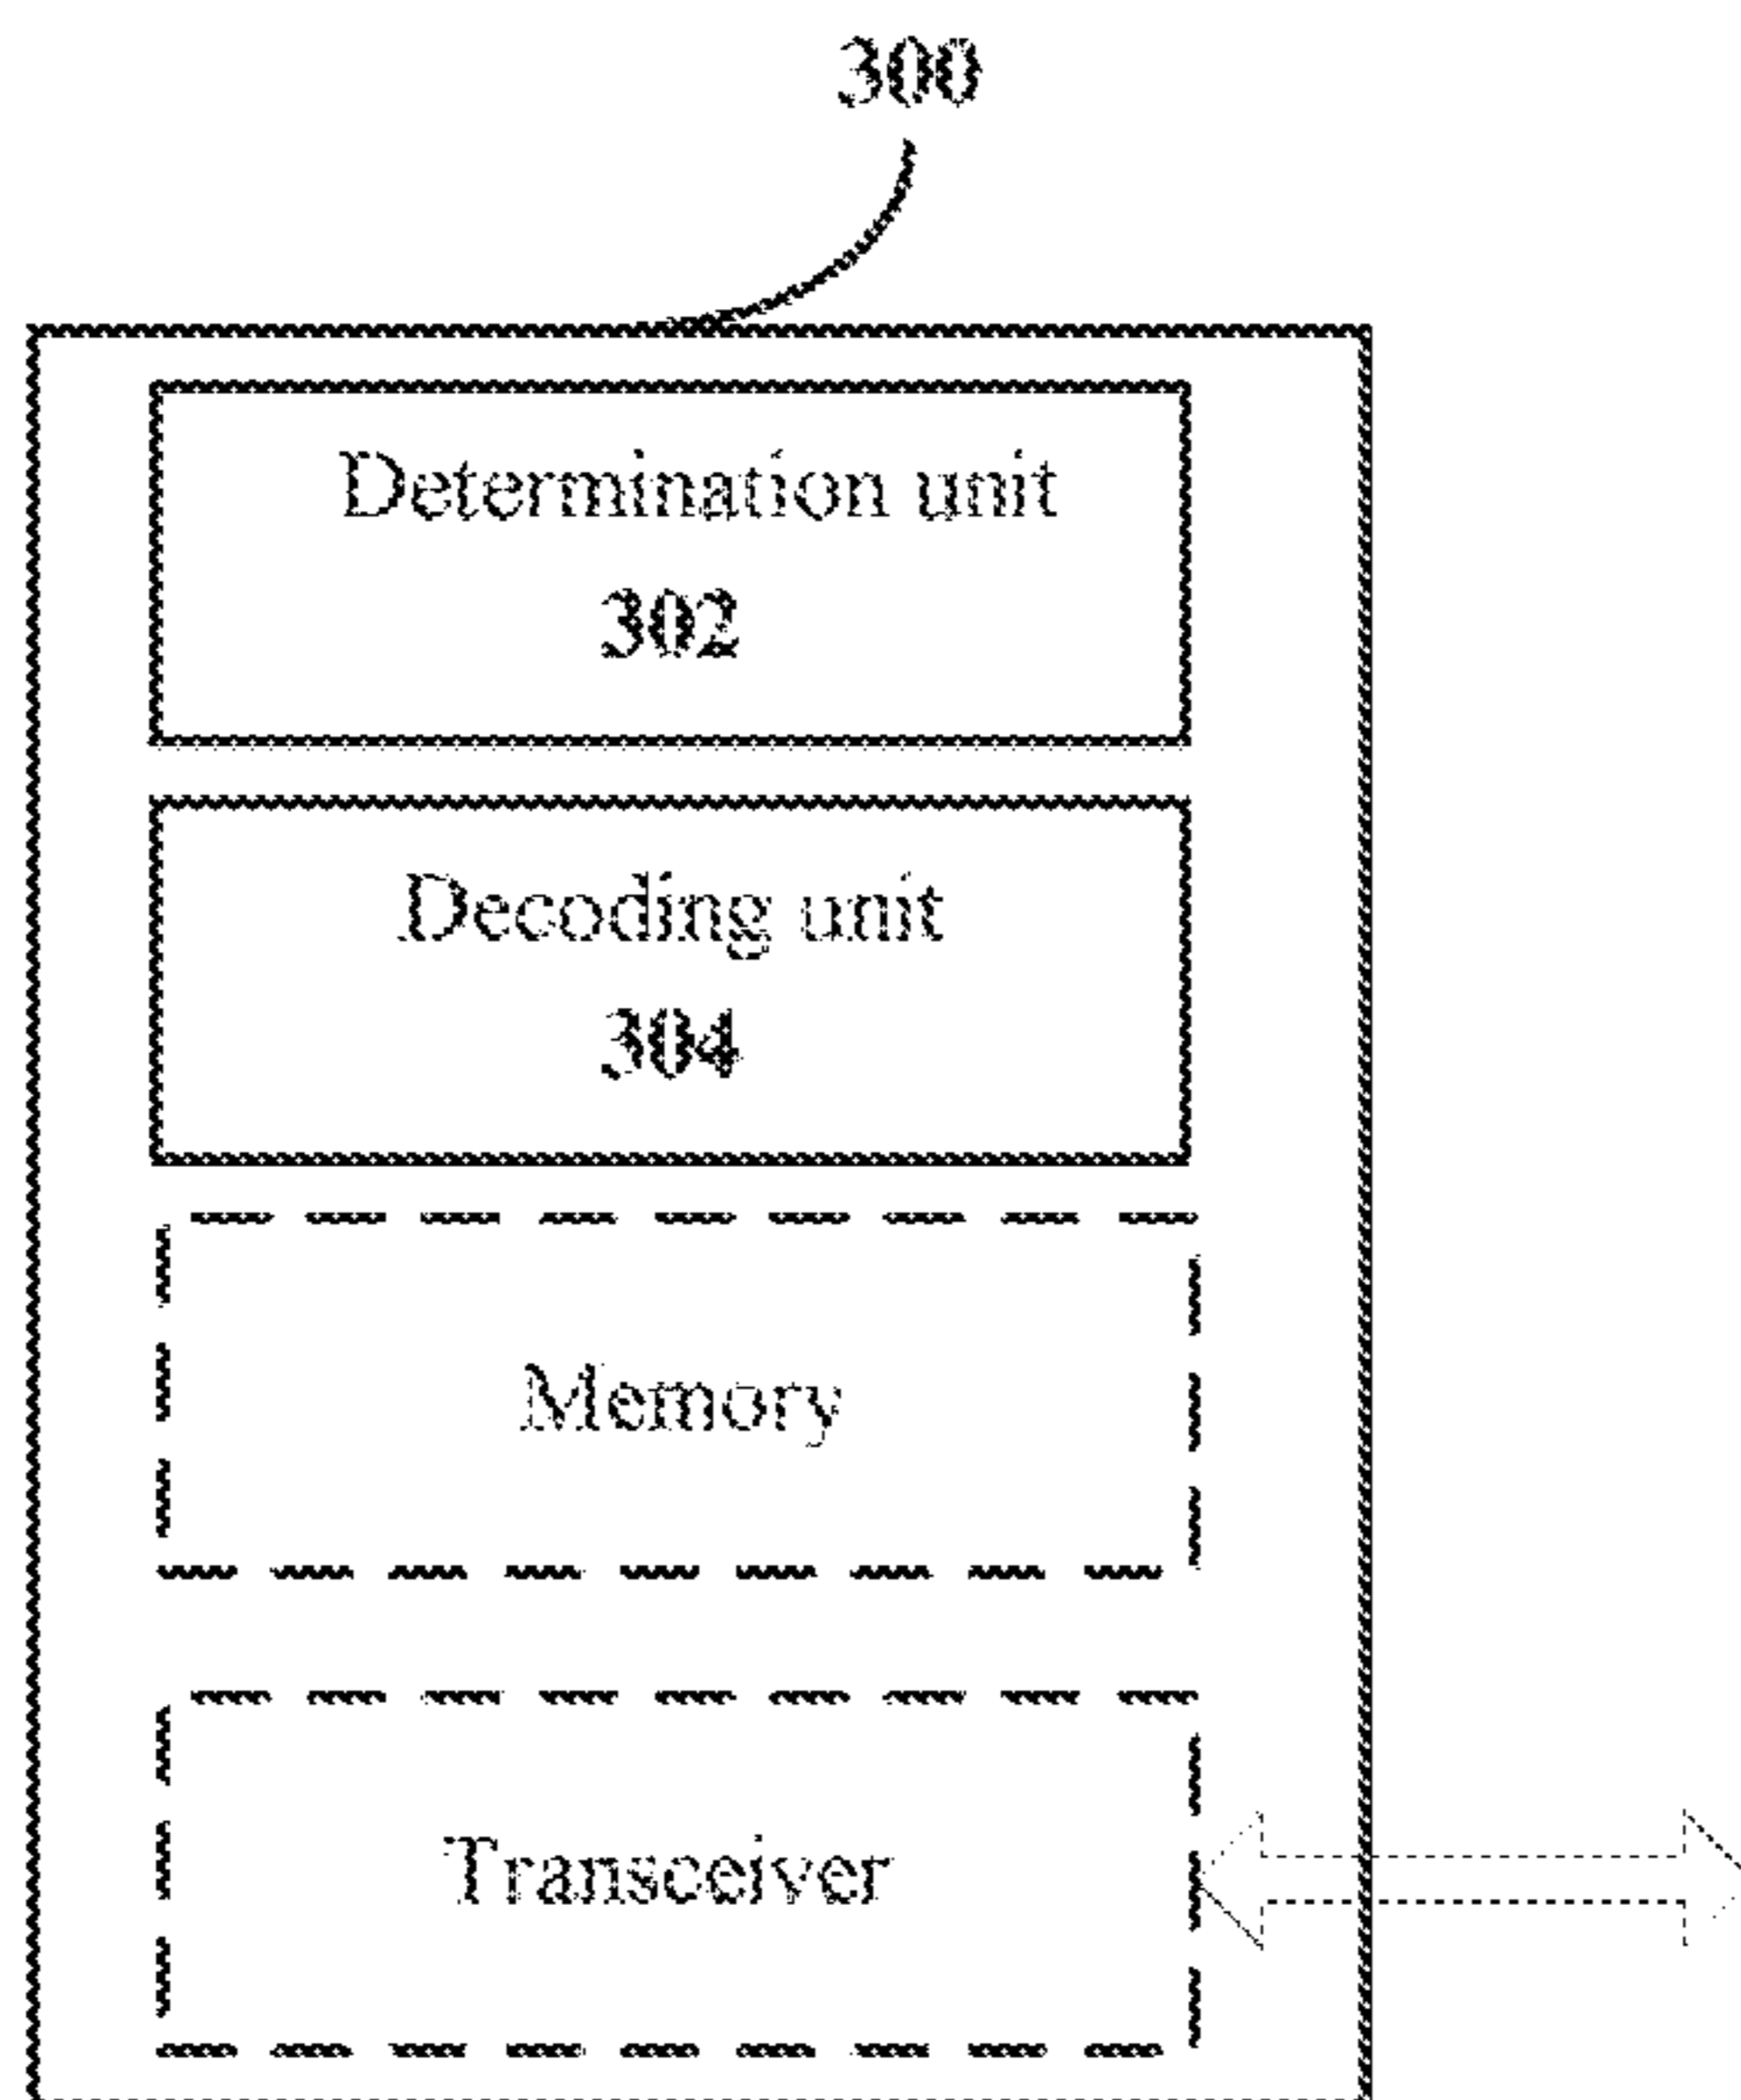 300
Determination unit
302
Decoding unit
304
Memory
Transceiver